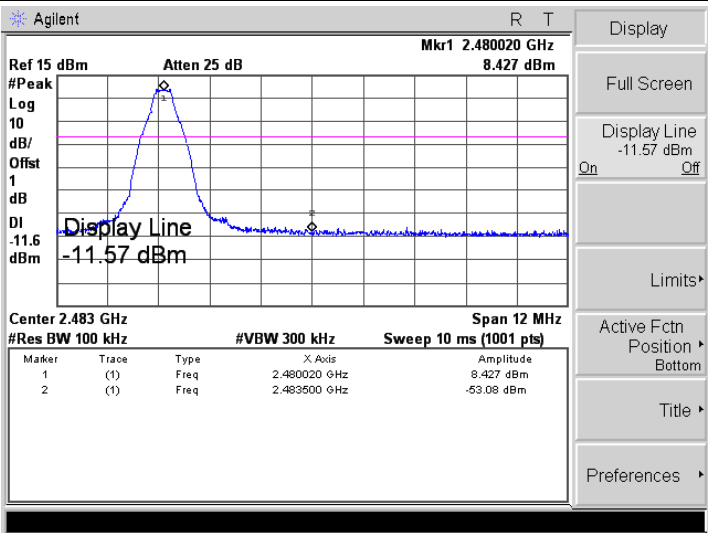 Agilent
R T
Mkr1 2.480020 GHz
Ref 15 dBm
Atten 25 dB
8.427 dBm
#Peak
Log
10
dB/
Offst
1
dB
DI
-11.6
dBm
1
2
Display Line
-11.57 dBm
Center 2.483 GHz
Span 12 MHz
#Res BW 100 kHz
#VBW 300 kHz
Sweep 10 ms (1001 pts)
Marker Trace Type X Axis Amplitude
1 (1) Freq 2.480020 GHz 8.427 dBm
2 (1) Freq 2.483500 GHz -53.08 dBm
Display
Full Screen
Display Line
-11.57 dBm
On Off
Limits
Active Fctn
Position
Bottom
Title
Preferences